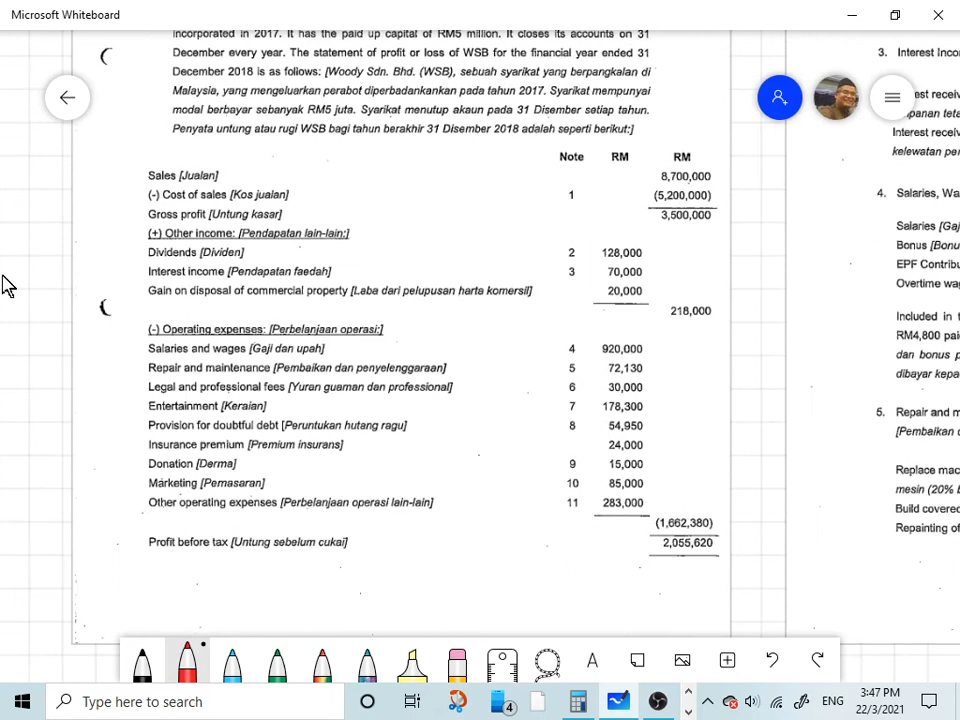 Microsoft Whiteboard
incorporated in 2017. It has the paid up capital of RM5 million. It closes its accounts on 31
December every year. The statement of profit or loss of WSB for the financial year ended 31
December 2018 is as follows: [Woody Sdn. Bhd. (WSB), sebuah syarikat yang berpangkalan di
Malaysia, yang mengeluarkan perabot diperbadankankan pada tahun 2017. Syarikat mempunyai
modal berbayar sebanyak RM5 juta. Syarikat menutup akaun pada 31 Disember setiap tahun.
Penyata untung atau rugi WSB bagi tahun berakhir 31 Disember 2018 adalah seperti berikut:]
Note RM RM
Sales [Jualan] 8,700,000
(-) Cost of sales [Kos jualan] 1 (5,200,000)
Gross profit [Untung kasar] 3,500,000
(+) Other income: [Pendapatan lain-lain:]
Dividends [Dividen] 2 128,000
Interest income [Pendapatan faedah] 3 70,000
Gain on disposal of commercial property [Laba dari pelupusan harta komersil] 20,000
218,000
(-) Operating expenses: [Perbelanjaan operasi:]
Salaries and wages [Gaji dan upah] 4 920,000
Repair and maintenance [Pembaikan dan penyelenggaraan] 5 72,130
Legal and professional fees [Yuran guaman dan professional] 6 30,000
Entertainment [Keraian] 7 178,300
Provision for doubtful debt [Peruntukan hutang ragu] 8 54,950
Insurance premium [Premium insurans] 24,000
Donation [Derma] 9 15,000
Marketing [Pemasaran] 10 85,000
Other operating expenses [Perbelanjaan operasi lain-lain] 11 283,000
(1,662,380)
Profit before tax [Untung sebelum cukai] 2,055,620
3. Interest Inco
est receiv
panan teta
Interest receiv
kelewatan per
4. Salaries, Wa
Salaries [Gaj
Bonus [Bonu
EPF Contribu
Overtime wag
Included in t
RM4,800 paid
dan bonus p
dibayar kepa
5. Repair and m
[Pembaikan d
Replace mac
mesin (20% b
Build covered
Repainting of
A
Type here to search
4
ENG
3:47 PM
22/3/2021